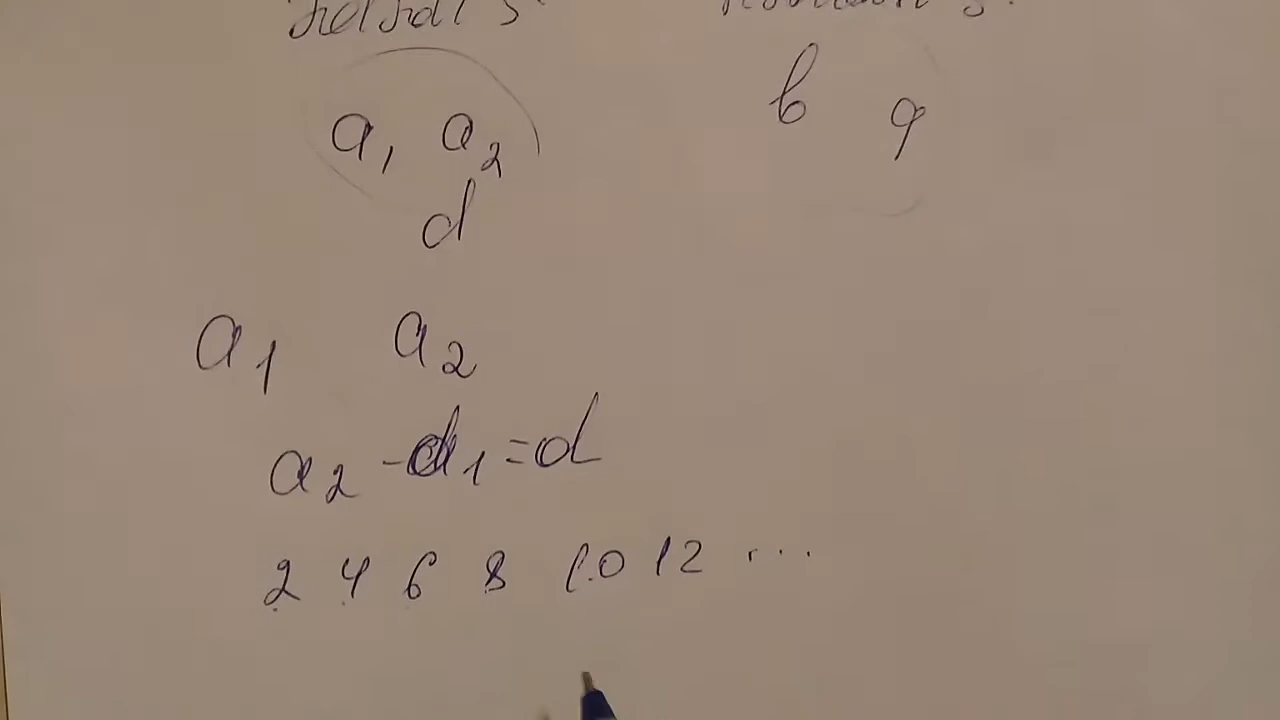 a₁ a₂ b q
d
a₁ a₂
a₂ - a₁ = d
2 4 6 8 10 12 ...